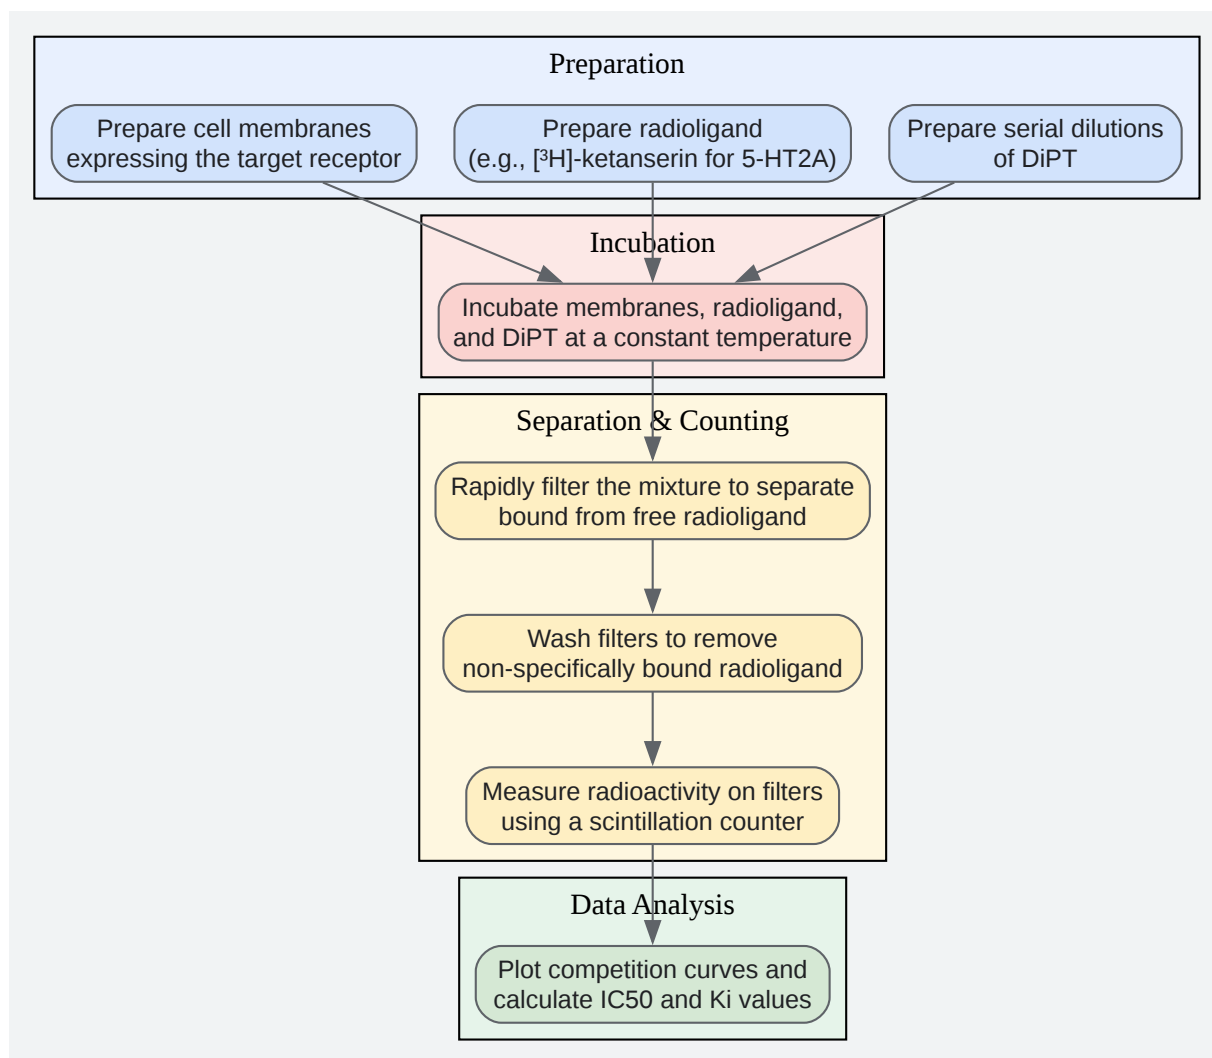 Preparation
Prepare cell membranes
expressing the target receptor
Prepare radioligand
(e.g., [³H]-ketanserin for 5-HT2A)
Prepare serial dilutions
of DiPT
Incubation
Incubate membranes, radioligand,
and DiPT at a constant temperature
Separation & Counting
Rapidly filter the mixture to separate
bound from free radioligand
Wash filters to remove
non-specifically bound radioligand
Measure radioactivity on filters
using a scintillation counter
Data Analysis
Plot competition curves and
calculate IC50 and Ki values